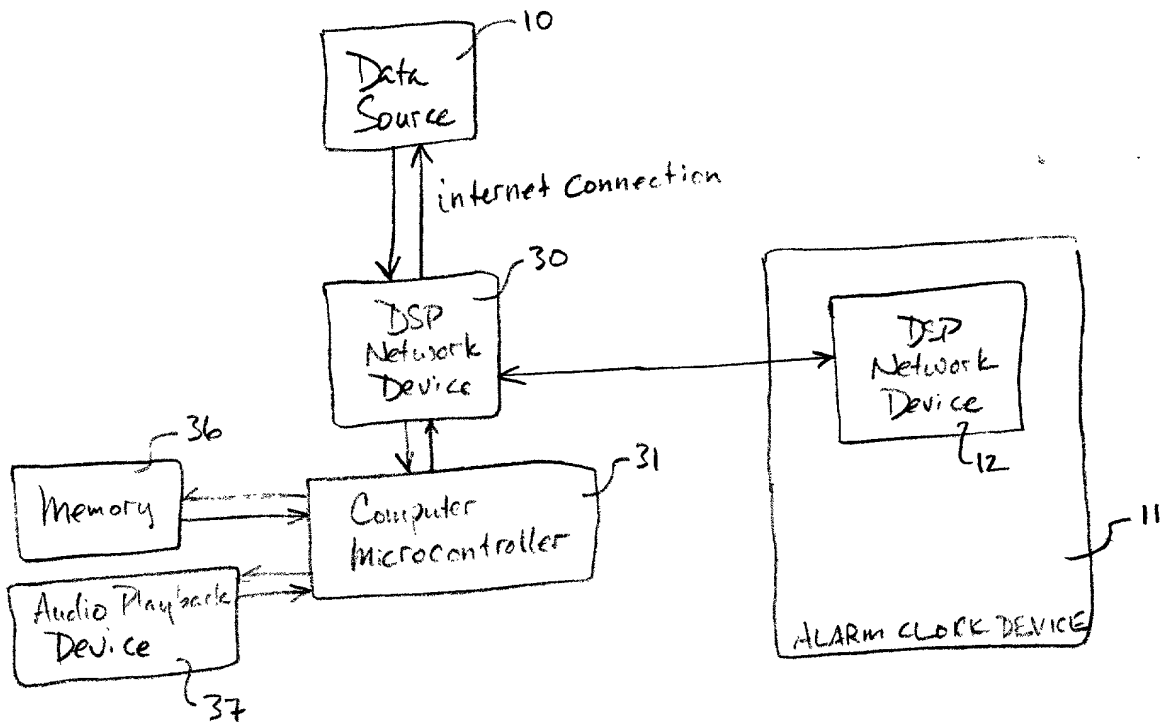 10
Data
Source
internet connection
30
DSP
Network
Device
DSP
Network
Device
12
36
Memory
31
Computer
Microcontroller
11
Audio Playback
Device
37
ALARM CLOCK DEVICE